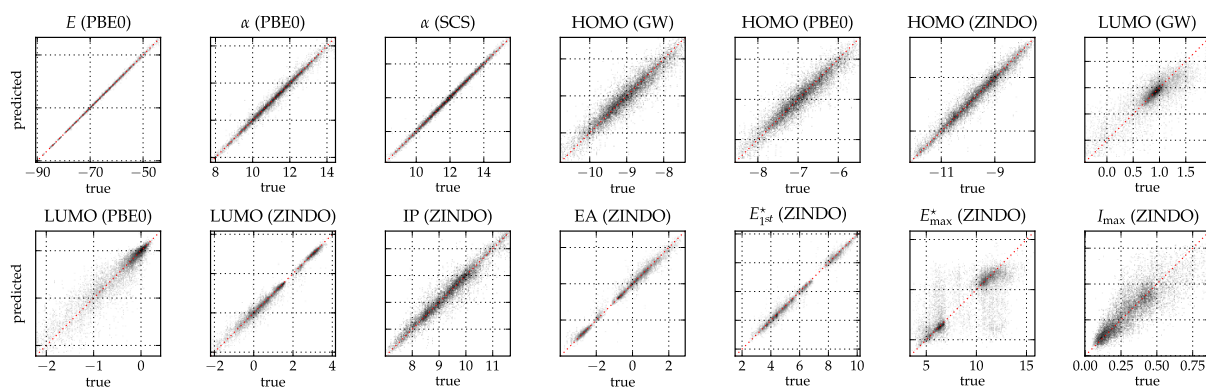 E (PBE0) α (PBE0) α (SCS) HOMO (GW) HOMO (PBE0) HOMO (ZINDO) LUMO (GW)
predicted
−90 −70 −50 8 10 12 14 10 12 14 −10 −9 −8 −8 −7 −6 −11 −9 0.0 0.5 1.0 1.5
true true true true true true true
LUMO (PBE0) LUMO (ZINDO) IP (ZINDO) EA (ZINDO) E*1st (ZINDO) E*max (ZINDO) Imax (ZINDO)
predicted
−2 −1 0 −2 0 2 4 8 9 10 11 −2 0 2 2 4 6 8 10 5 10 15 0.00 0.25 0.50 0.75
true true true true true true true